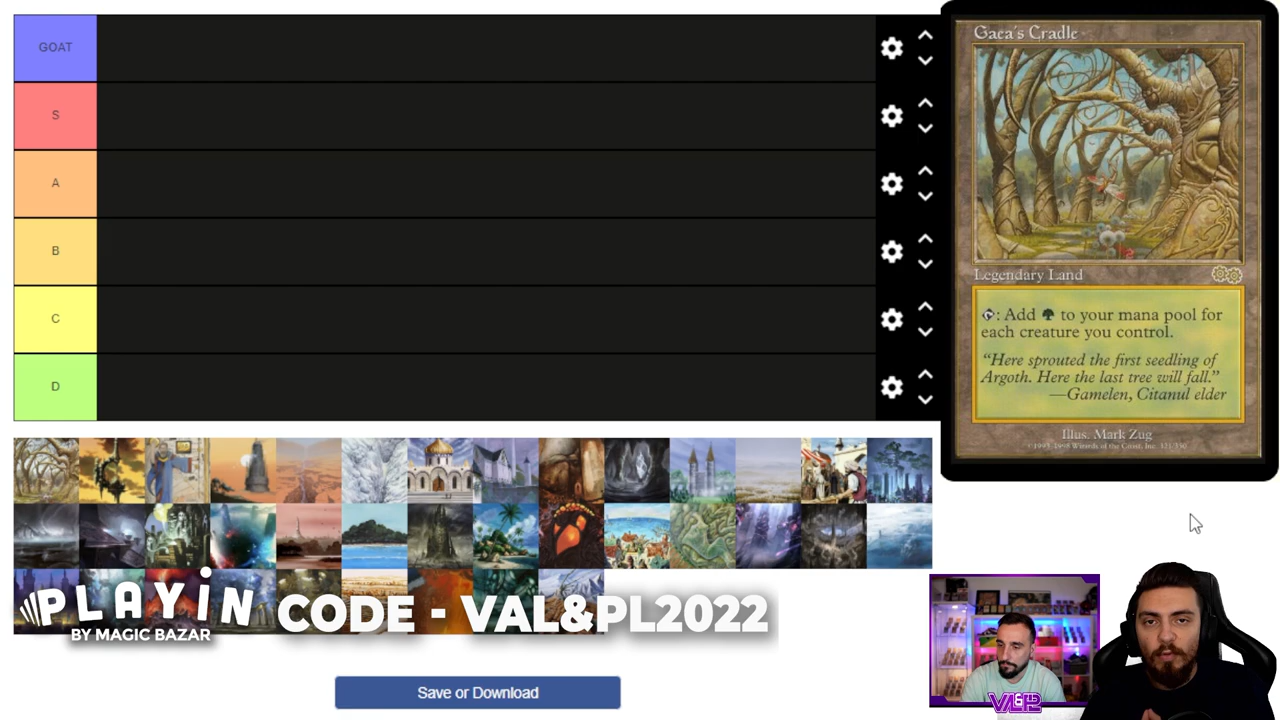 GOAT
S
A
B
C
D
Gaea's Cradle
Legendary Land
: Add to your mana pool for
each creature you control.
"Here sprouted the first seedling of
Argoth. Here the last tree will fall."
—Gamelen, Citanul elder
Illus. Mark Zug
PLAYiN
BY MAGIC BAZAR
CODE - VAL&PL2022
Save or Download